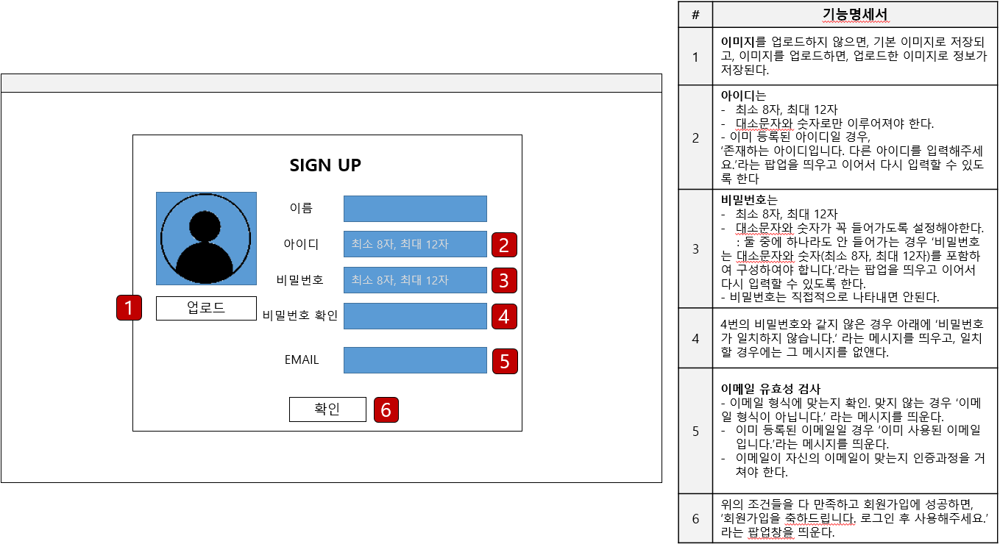 SIGN UP
이름
아이디
최소 8자, 최대 12자
2
비밀번호
최소 8자, 최대 12자
3
1
업로드
비밀번호 확인
4
EMAIL
5
확인
6
#
기능명세서
1
이미지를 업로드하지 않으면, 기본 이미지로 저장되
고, 이미지를 업로드하면, 업로드한 이미지로 정보가
저장된다.
2
아이디는
- 최소 8자, 최대 12자
- 대소문자와 숫자로만 이루어져야 한다.
- 이미 등록된 아이디일 경우,
‘존재하는 아이디입니다. 다른 아이디를 입력해주세
요.’라는 팝업을 띄우고 이어서 다시 입력할 수 있도
록 한다
3
비밀번호는
- 최소 8자, 최대 12자
- 대소문자와 숫자가 꼭 들어가도록 설정해야한다.
: 둘 중에 하나라도 안 들어가는 경우 ‘비밀번호
는 대소문자와 숫자(최소 8자, 최대 12자)를 포함하
여 구성하여야 합니다.’라는 팝업을 띄우고 이어서
다시 입력할 수 있도록 한다.
- 비밀번호는 직접적으로 나타내면 안된다.
4
4번의 비밀번호와 같지 않은 경우 아래에 ‘비밀번호
가 일치하지 않습니다.‘ 라는 메시지를 띄우고, 일치
할 경우에는 그 메시지를 없앤다.
5
이메일 유효성 검사
- 이메일 형식에 맞는지 확인. 맞지 않는 경우 ‘이메
일 형식이 아닙니다.’ 라는 메시지를 띄운다.
- 이미 등록된 이메일일 경우 ‘이미 사용된 이메일
입니다.’라는 메시지를 띄운다.
- 이메일이 자신의 이메일이 맞는지 인증과정을 거
쳐야 한다.
6
위의 조건들을 다 만족하고 회원가입에 성공하면,
‘회원가입을 축하드립니다. 로그인 후 사용해주세요.’
라는 팝업창을 띄운다.